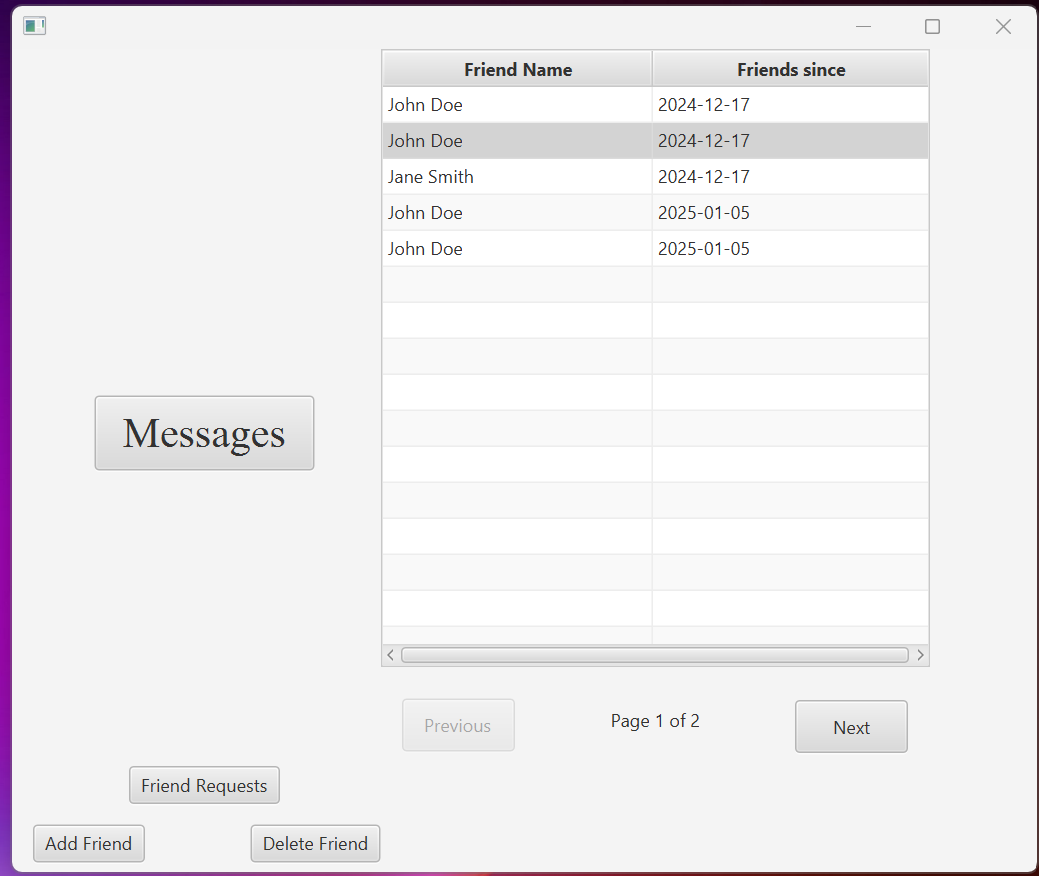 Friend Name Friends since
John Doe 2024-12-17
John Doe 2024-12-17
Jane Smith 2024-12-17
John Doe 2025-01-05
John Doe 2025-01-05
Messages
Previous Page 1 of 2 Next
Friend Requests
Add Friend Delete Friend